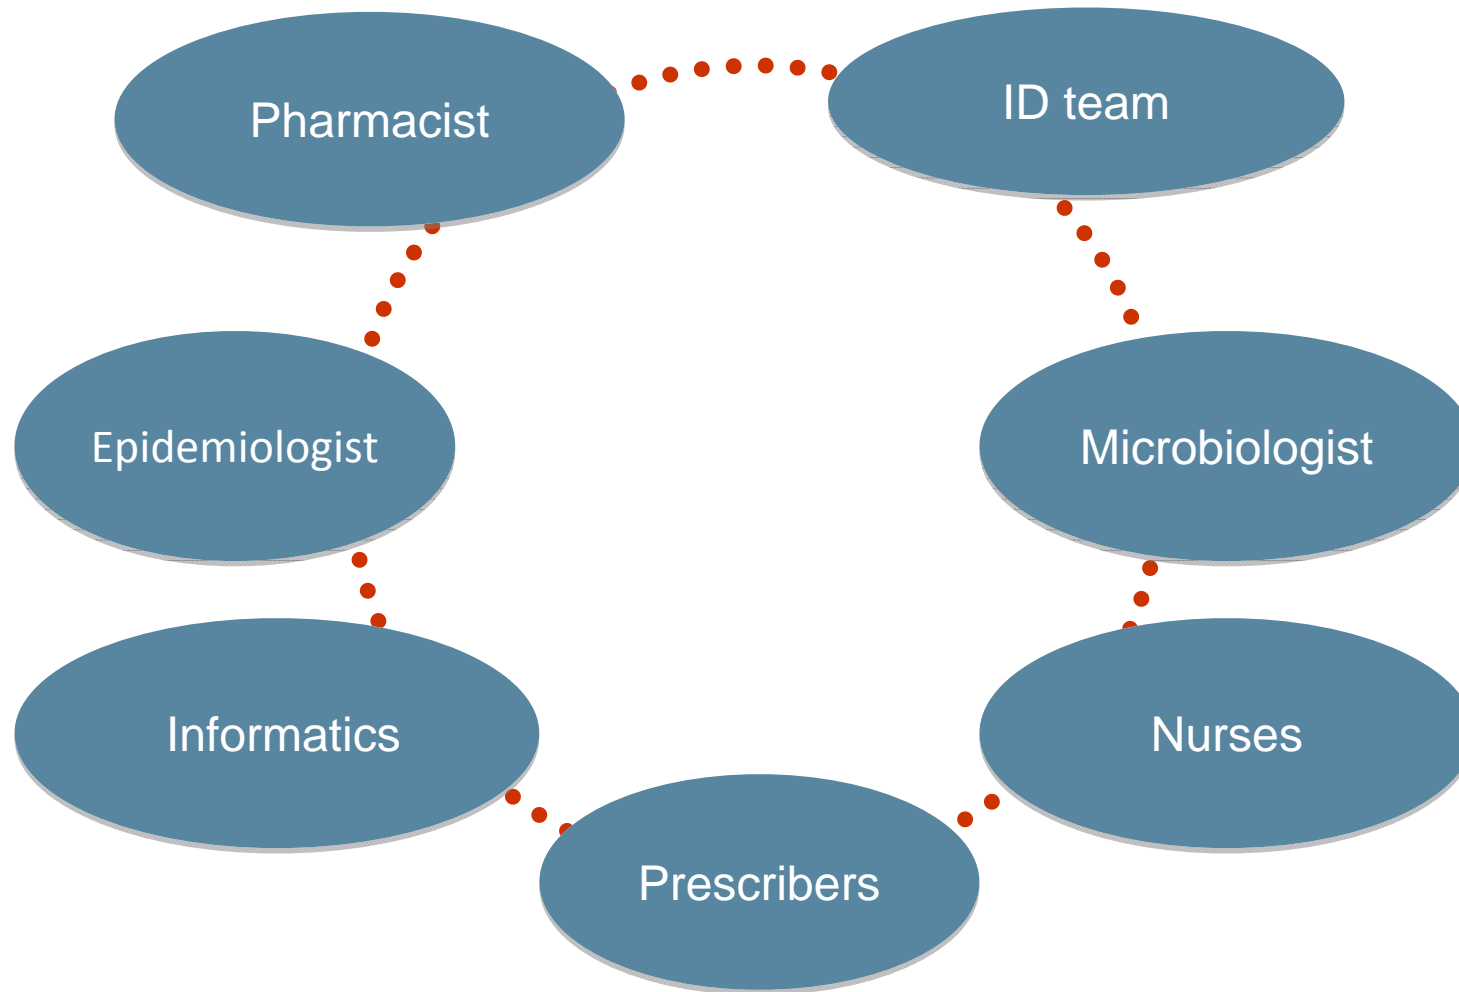 Pharmacist
ID team
Epidemiologist
Microbiologist
Informatics
Nurses
Prescribers